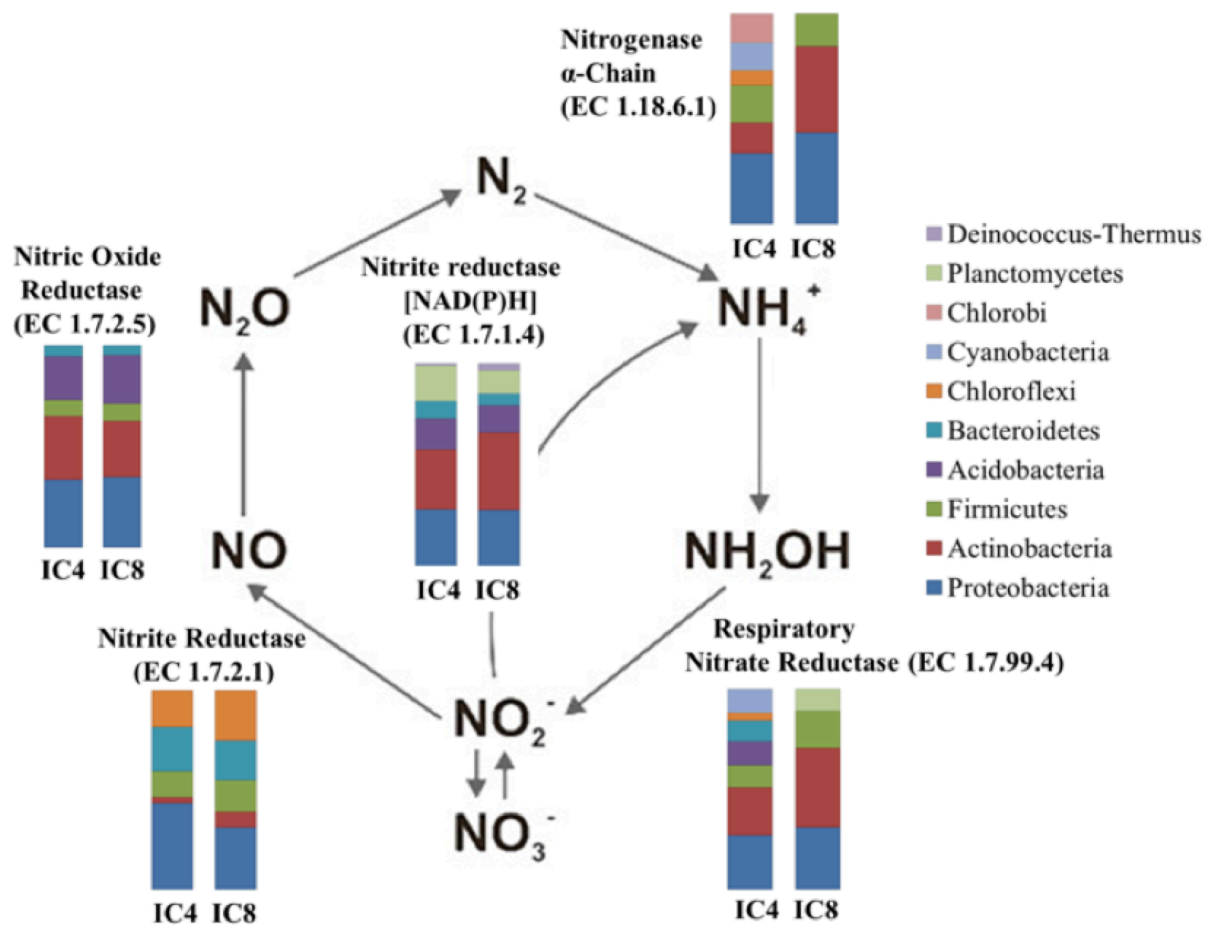 Nitrogenase
α-Chain
(EC 1.18.6.1)
IC4 IC8
N2
Nitric Oxide
Reductase
(EC 1.7.2.5)
IC4 IC8
N2O
Nitrite reductase
[NAD(P)H]
(EC 1.7.1.4)
IC4 IC8
NH4+
Deinococcus-Thermus
Planctomycetes
Chlorobi
Cyanobacteria
Chloroflexi
Bacteroidetes
Acidobacteria
Firmicutes
Actinobacteria
Proteobacteria
NO
NH2OH
Nitrite Reductase
(EC 1.7.2.1)
IC4 IC8
NO2-
NO3-
Respiratory
Nitrate Reductase (EC 1.7.99.4)
IC4 IC8